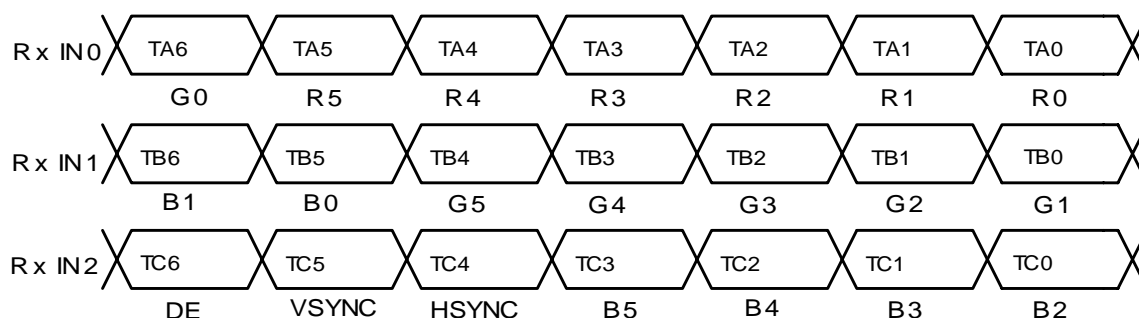 Rx IN0 TA6 TA5 TA4 TA3 TA2 TA1 TA0
G0 R5 R4 R3 R2 R1 R0
Rx IN1 TB6 TB5 TB4 TB3 TB2 TB1 TB0
B1 B0 G5 G4 G3 G2 G1
Rx IN2 TC6 TC5 TC4 TC3 TC2 TC1 TC0
DE VSYNC HSYNC B5 B4 B3 B2